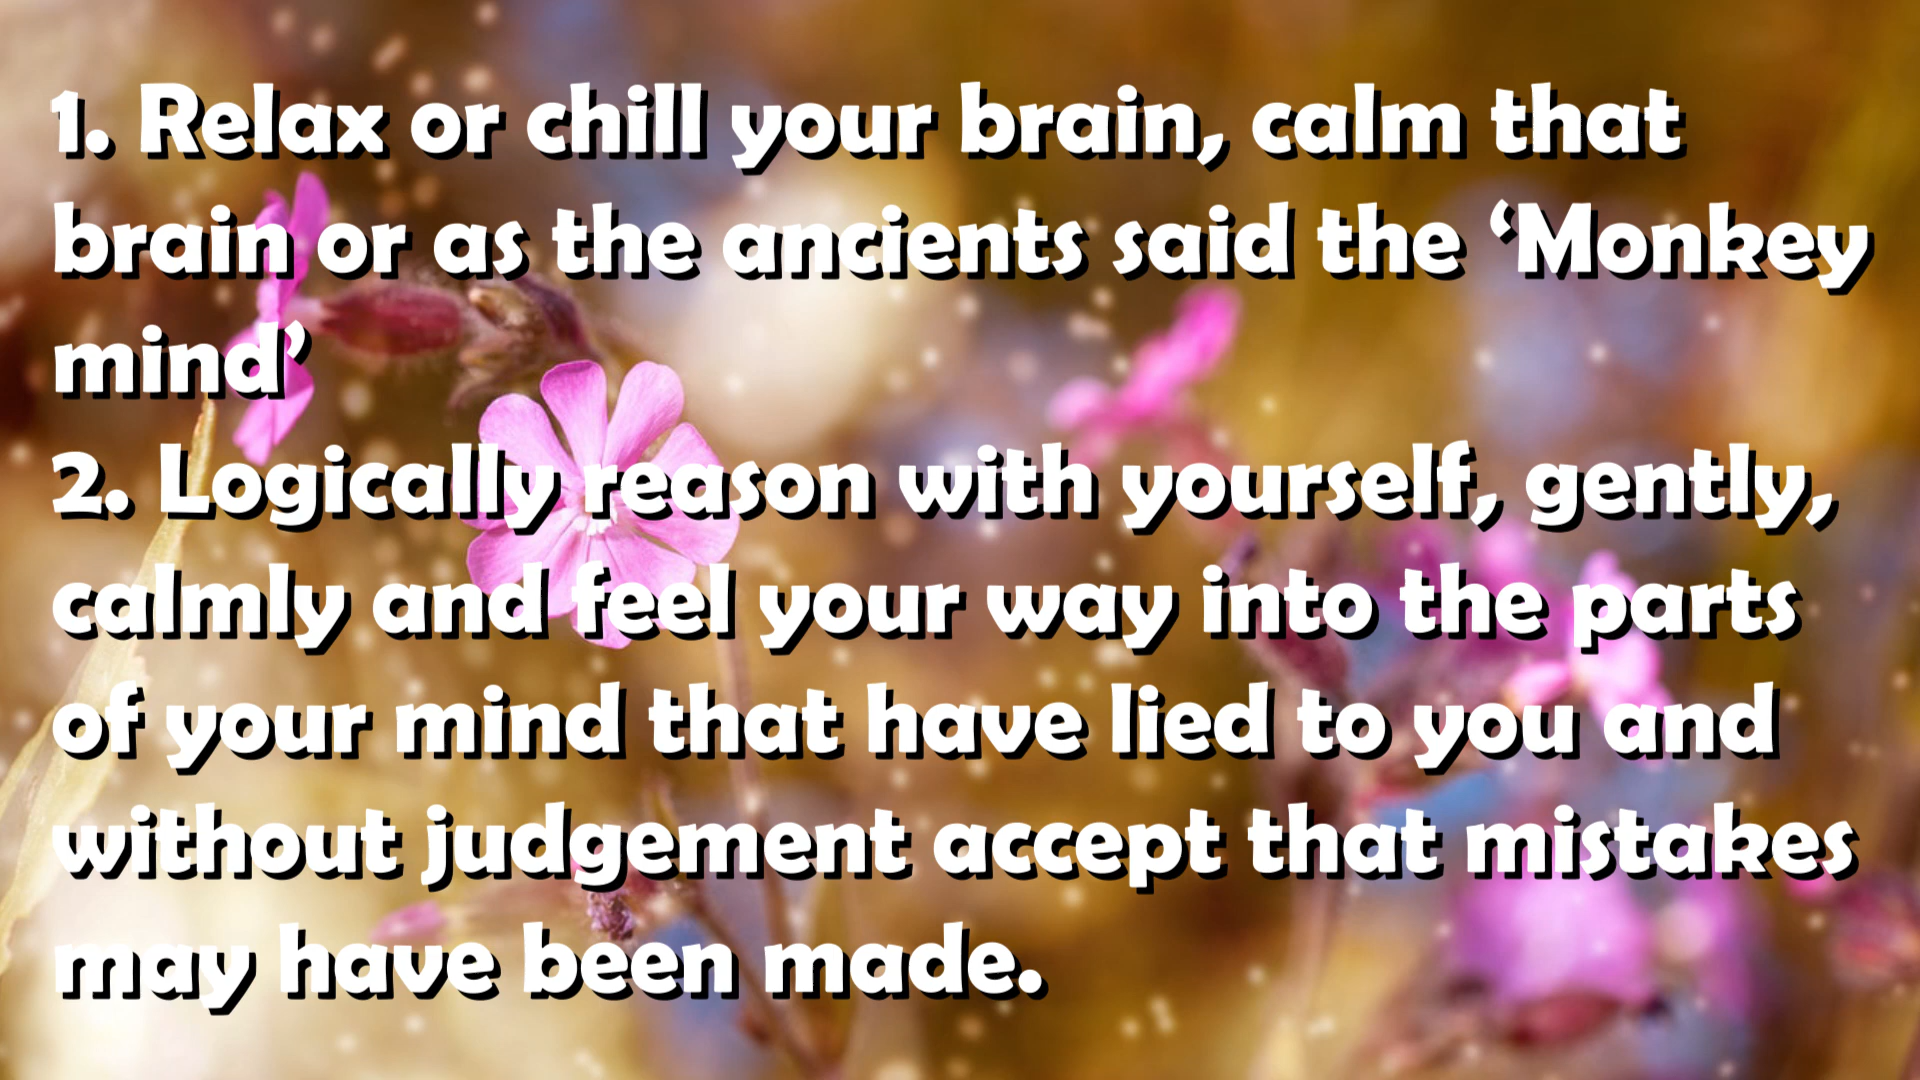 1. Relax or chill your brain, calm that
brain or as the ancients said the ‘Monkey
mind’
2. Logically reason with yourself, gently,
calmly and feel your way into the parts
of your mind that have lied to you and
without judgement accept that mistakes
may have been made.